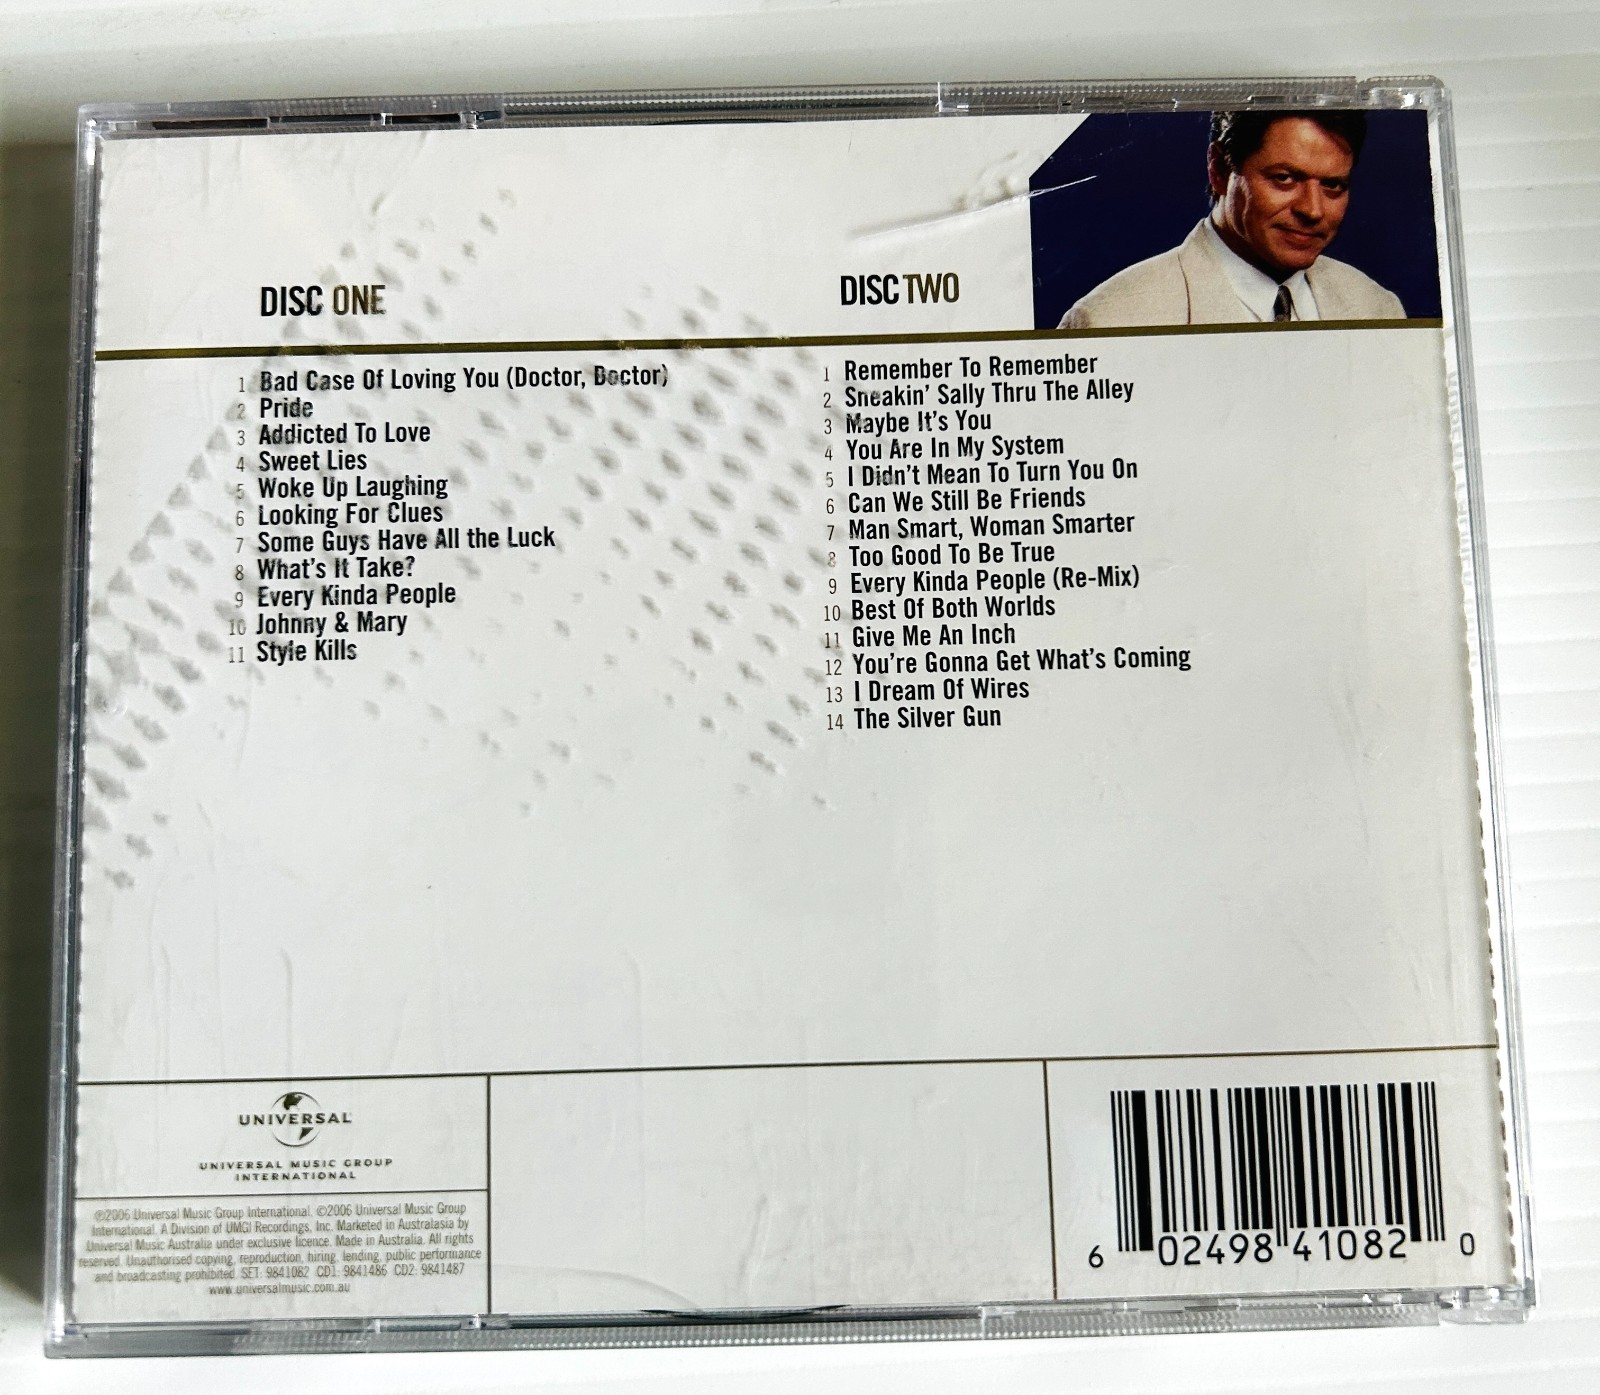 DISC ONE
1 Bad Case Of Loving You (Doctor, Doctor)
2 Pride
3 Addicted To Love
4 Sweet Lies
5 Woke Up Laughing
6 Looking For Clues
7 Some Guys Have All the Luck
8 What's It Take?
9 Every Kinda People
10 Johnny & Mary
11 Style Kills
DISC TWO
1 Remember To Remember
2 Sneakin' Sally Thru The Alley
3 Maybe It's You
4 You Are In My System
5 I Didn't Mean To Turn You On
6 Can We Still Be Friends
7 Man Smart, Woman Smarter
8 Too Good To Be True
9 Every Kinda People (Re-Mix)
10 Best Of Both Worlds
11 Give Me An Inch
12 You're Gonna Get What's Coming
13 I Dream Of Wires
14 The Silver Gun
UNIVERSAL
UNIVERSAL MUSIC GROUP
INTERNATIONAL
℗2006 Universal Music Group International, ©2006 Universal Music Group
International. A Division of UMGI Recordings, Inc. Marketed in Australasia by
Universal Music Australia under exclusive licence. Made in Australia. All rights
reserved. Unauthorised copying, reproduction, hiring, lending, public performance
and broadcasting prohibited. SET: 9841082 CD1: 9841486 CD2: 9841487
www.universalmusic.com.au
6 02498 41082 0